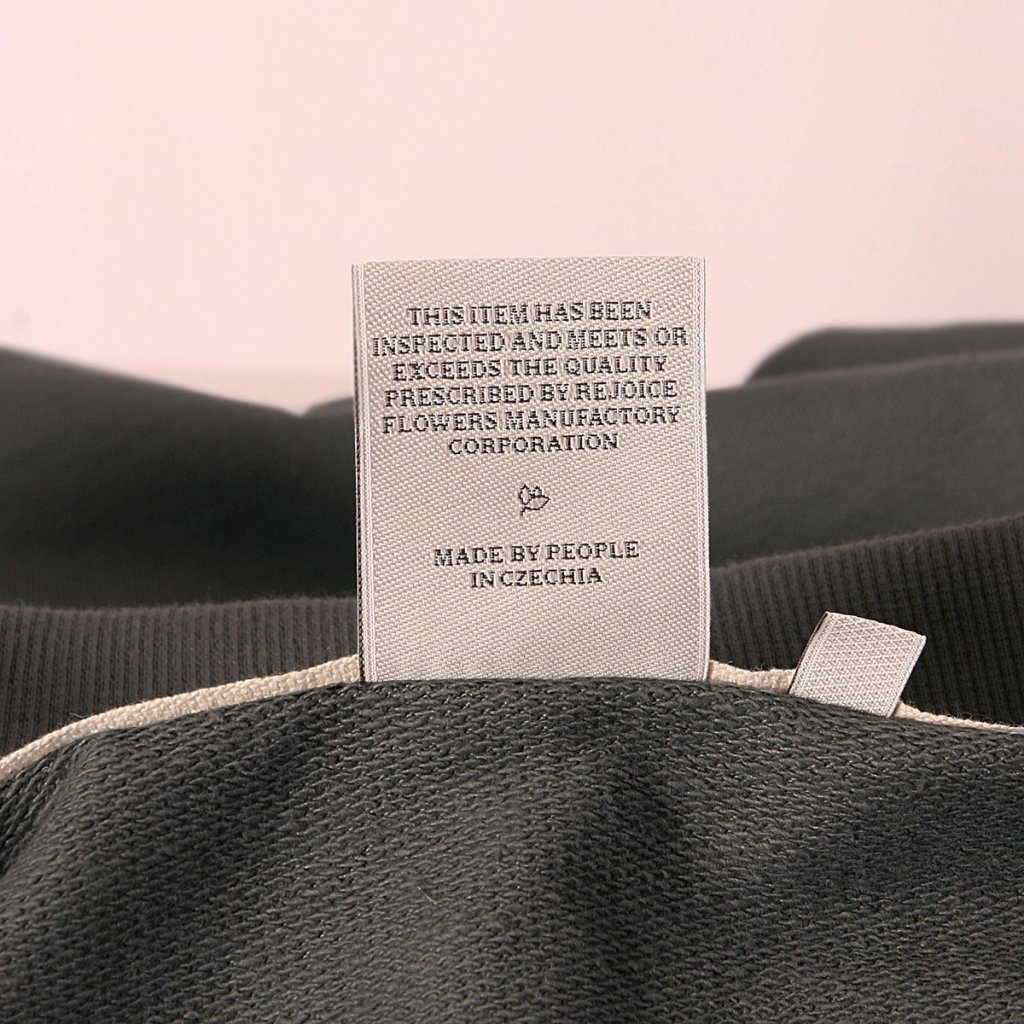 THIS ITEM HAS BEEN
INSPECTED AND MEETS OR
EXCEEDS THE QUALITY
PRESCRIBED BY REJOICE
FLOWERS MANUFACTORY
CORPORATION
MADE BY PEOPLE
IN CZECHIA